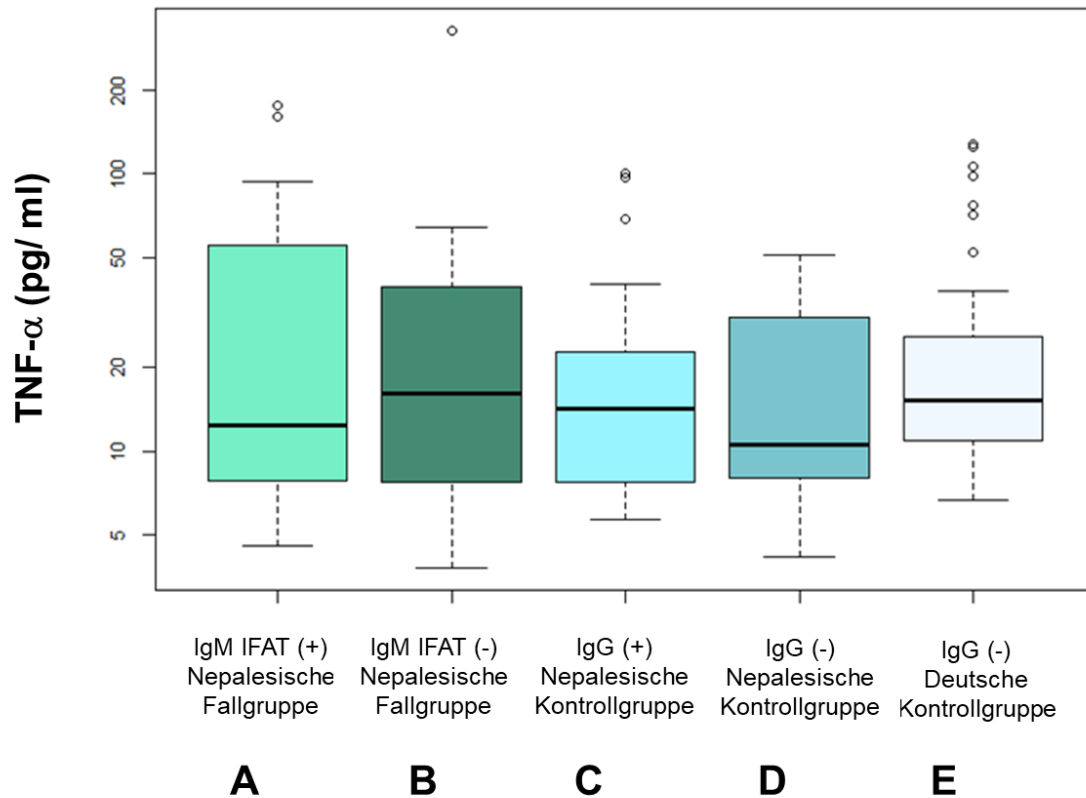 TNF-α (pg/ ml)
200
100
50
20
10
5
IgM IFAT (+)
Nepalesische
Fallgruppe
IgM IFAT (-)
Nepalesische
Fallgruppe
IgG (+)
Nepalesische
Kontrollgruppe
IgG (-)
Nepalesische
Kontrollgruppe
IgG (-)
Deutsche
Kontrollgruppe
A
B
C
D
E